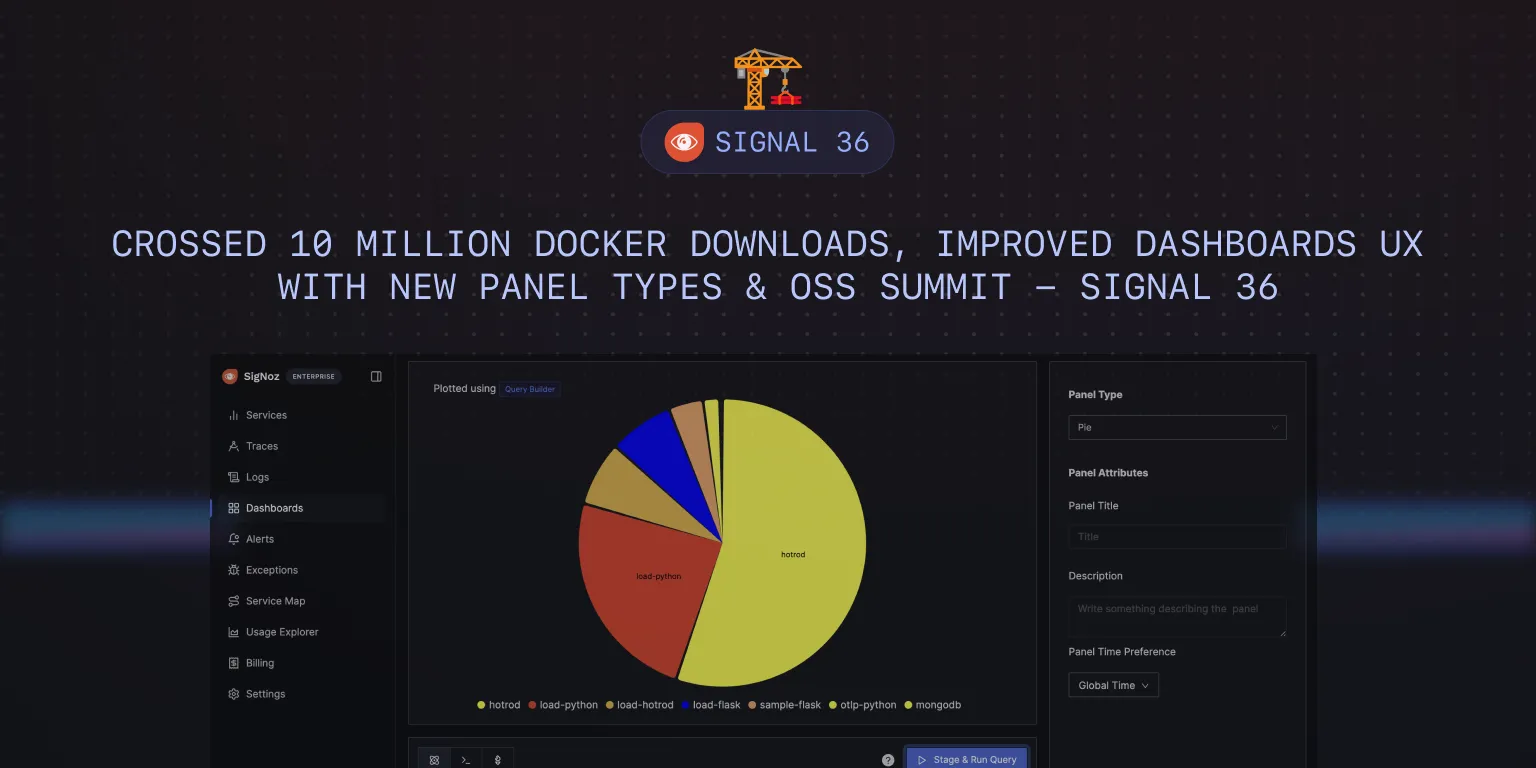 SIGNAL 36
CROSSED 10 MILLION DOCKER DOWNLOADS, IMPROVED DASHBOARDS UX
WITH NEW PANEL TYPES & OSS SUMMIT — SIGNAL 36
SigNoz ENTERPRISE
Services
Traces
Logs
Dashboards
Alerts
Exceptions
Service Map
Usage Explorer
Billing
Settings
Plotted using Query Builder
hotrod
load-python
hotrod load-python load-hotrod load-flask sample-flask otlp-python mongodb
? Stage & Run Query
Panel Type
Pie
Panel Attributes
Panel Title
Title
Description
Write something describing the panel
Panel Time Preference
Global Time